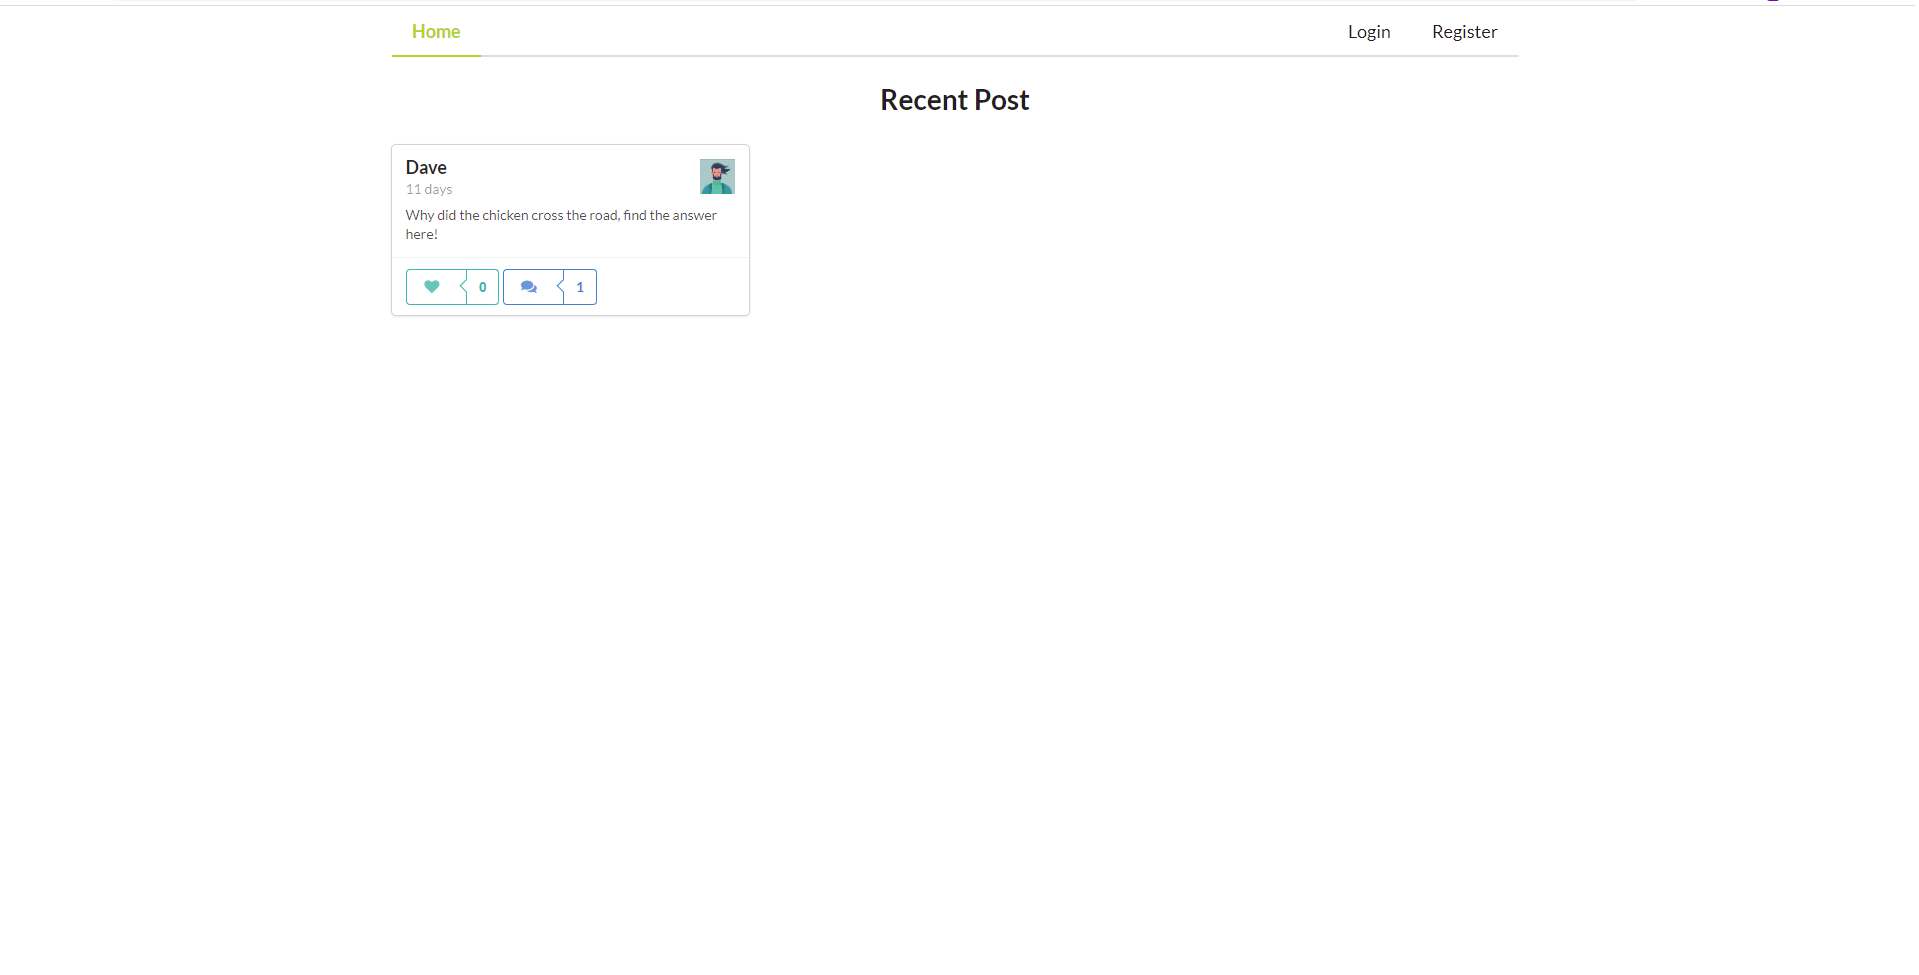 Home
Login
Register
Recent Post
Dave
11 days
Why did the chicken cross the road, find the answer
here!
0
1